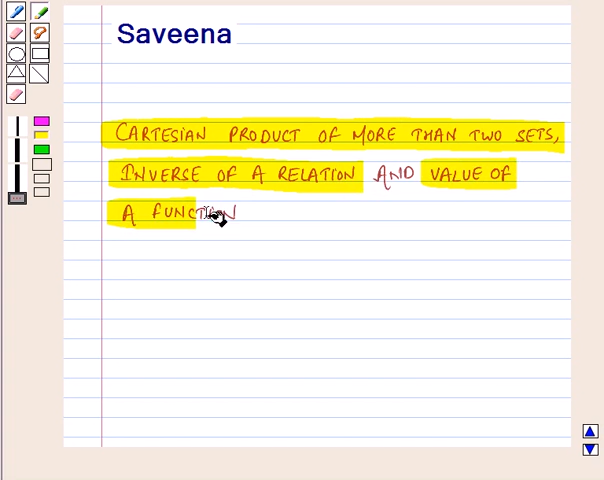 Saveena
CARTESIAN PRODUCT OF MORE THAN TWO SETS,
INVERSE OF A RELATION AND VALUE OF
A FUNCTION